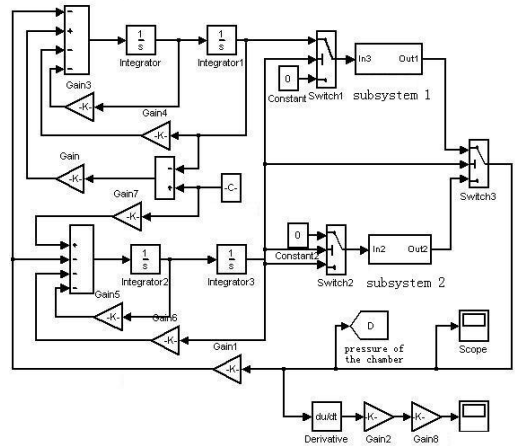 - 1 s 1 s
+
- Integrator Integrator1 In3 Out1
- Gain3 0
-K- Gain4 Constant Switch1 subsystem 1
-K-
Gain -
-K- + -C-
Gain7 Switch3
-K-
+ 0
- 1 s 1 s In2 Out2
- Integrator2 Integrator3 Constant2
- Gain5 Switch2 subsystem 2
-K- Gain6
-K- Gain1 D
pressure of Scope
the chamber
-K-
du/dt -K- -K-
Derivative Gain2 Gain8